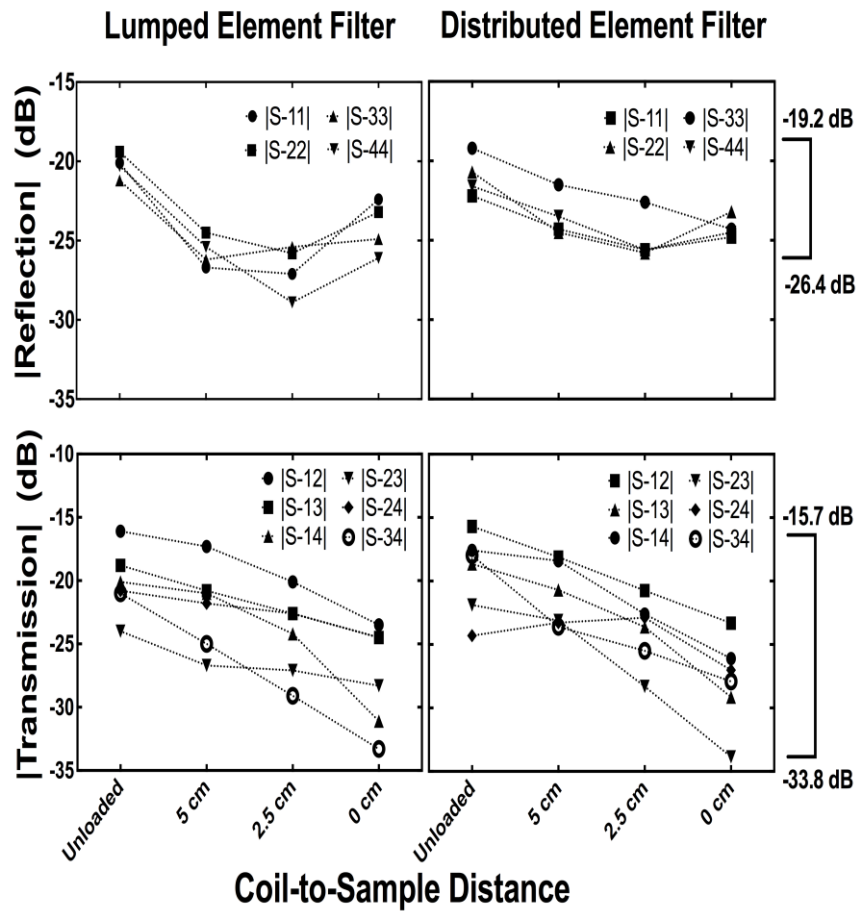 Lumped Element Filter
Distributed Element Filter
|Reflection| (dB)
-15
-20
-25
-30
-35
|S-11|
|S-33|
|S-22|
|S-44|
|S-11|
|S-33|
|S-22|
|S-44|
-19.2 dB
-26.4 dB
|Transmission| (dB)
-10
-15
-20
-25
-30
-35
|S-12|
|S-23|
|S-13|
|S-24|
|S-14|
|S-34|
|S-12|
|S-23|
|S-13|
|S-24|
|S-14|
|S-34|
-15.7 dB
-33.8 dB
Unloaded
5 cm
2.5 cm
0 cm
Unloaded
5 cm
2.5 cm
0 cm
Coil-to-Sample Distance